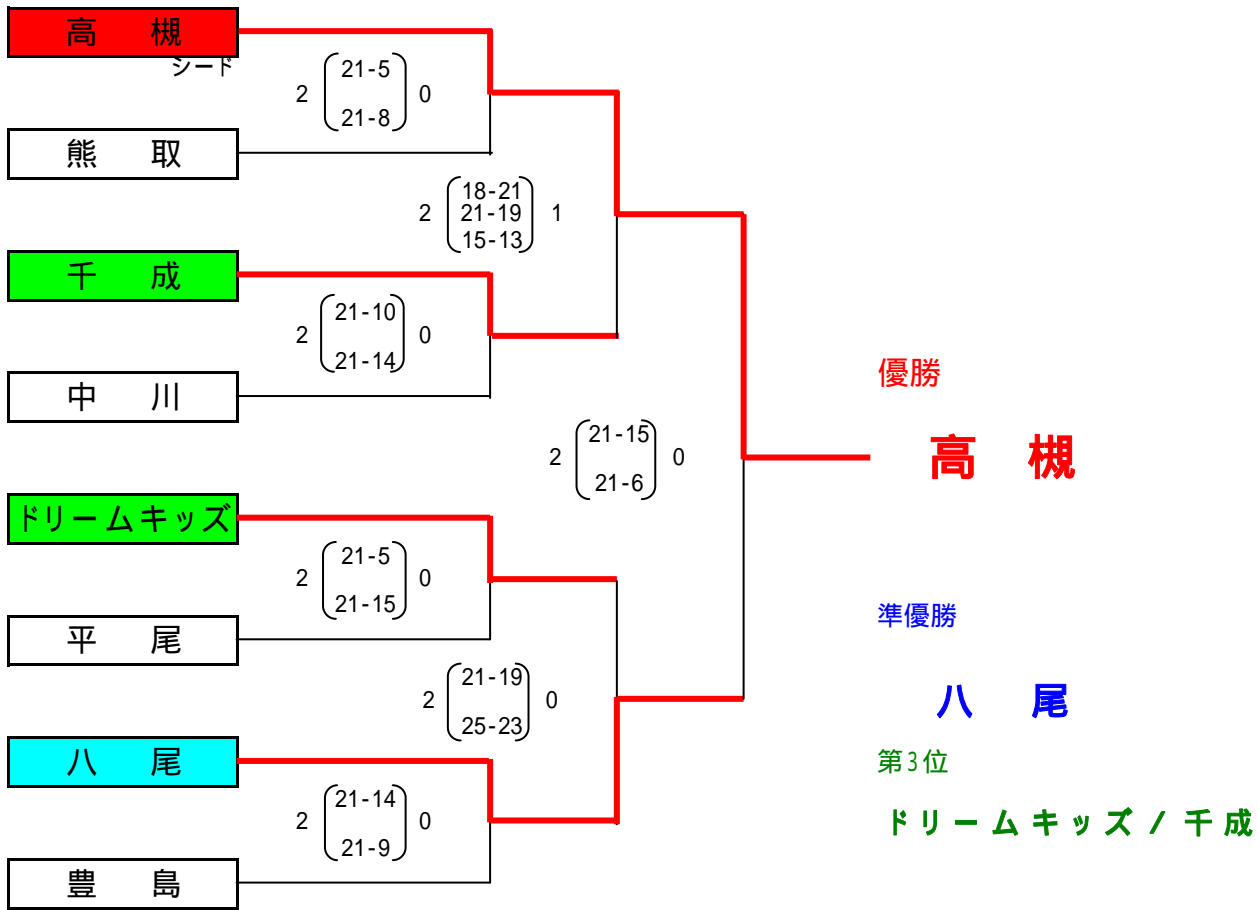 高 槻
シード
2 21-5 0
21-8
熊 取
2 18-21 1
21-19
15-13
千 成
2 21-10 0
21-14
中 川
優勝
高 槻
2 21-15 0
21-6
ドリームキッズ
2 21-5 0
21-15
平 尾
準優勝
2 21-19 0
25-23
八 尾
八 尾
第3位
2 21-14 0
21-9
ドリームキッズ/千成
豊 島